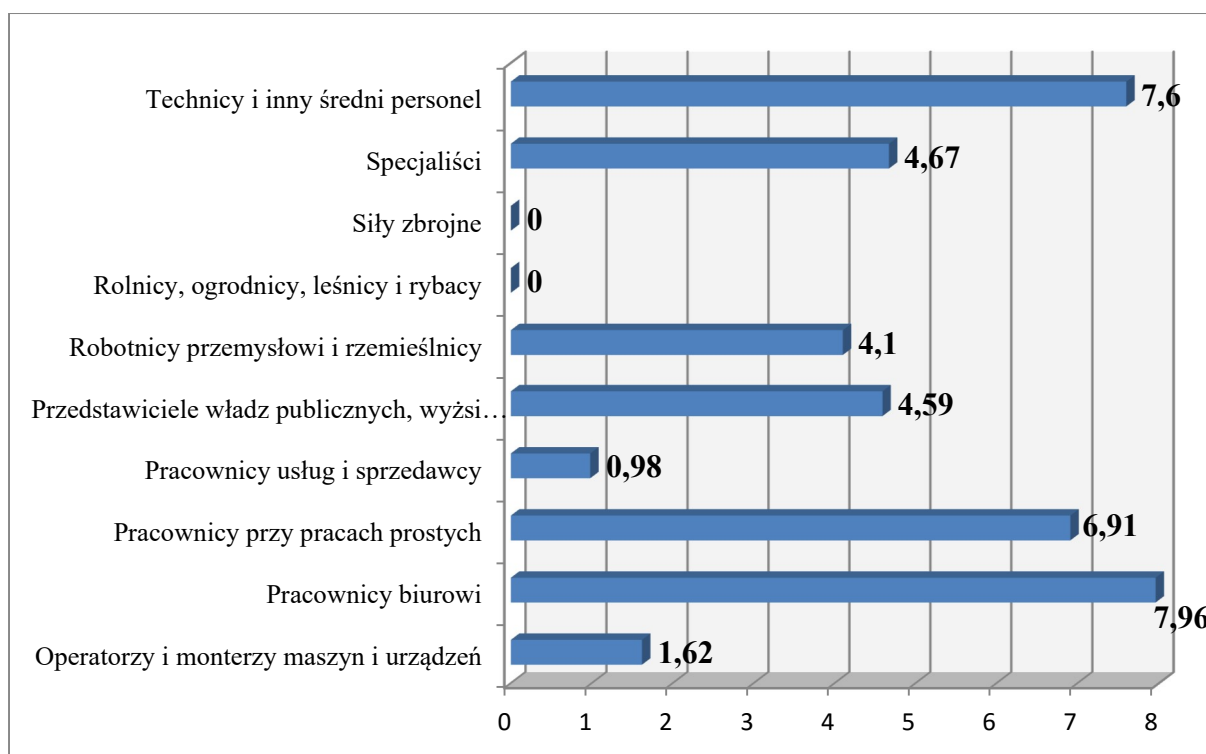 Technicy i inny średni personel
7,6
Specjaliści
4,67
Siły zbrojne
0
Rolnicy, ogrodnicy, leśnicy i rybacy
0
Robotnicy przemysłowi i rzemieślnicy
4,1
Przedstawiciele władz publicznych, wyżsi…
4,59
Pracownicy usług i sprzedawcy
0,98
Pracownicy przy pracach prostych
6,91
Pracownicy biurowi
7,96
Operatorzy i monterzy maszyn i urządzeń
1,62
0 1 2 3 4 5 6 7 8